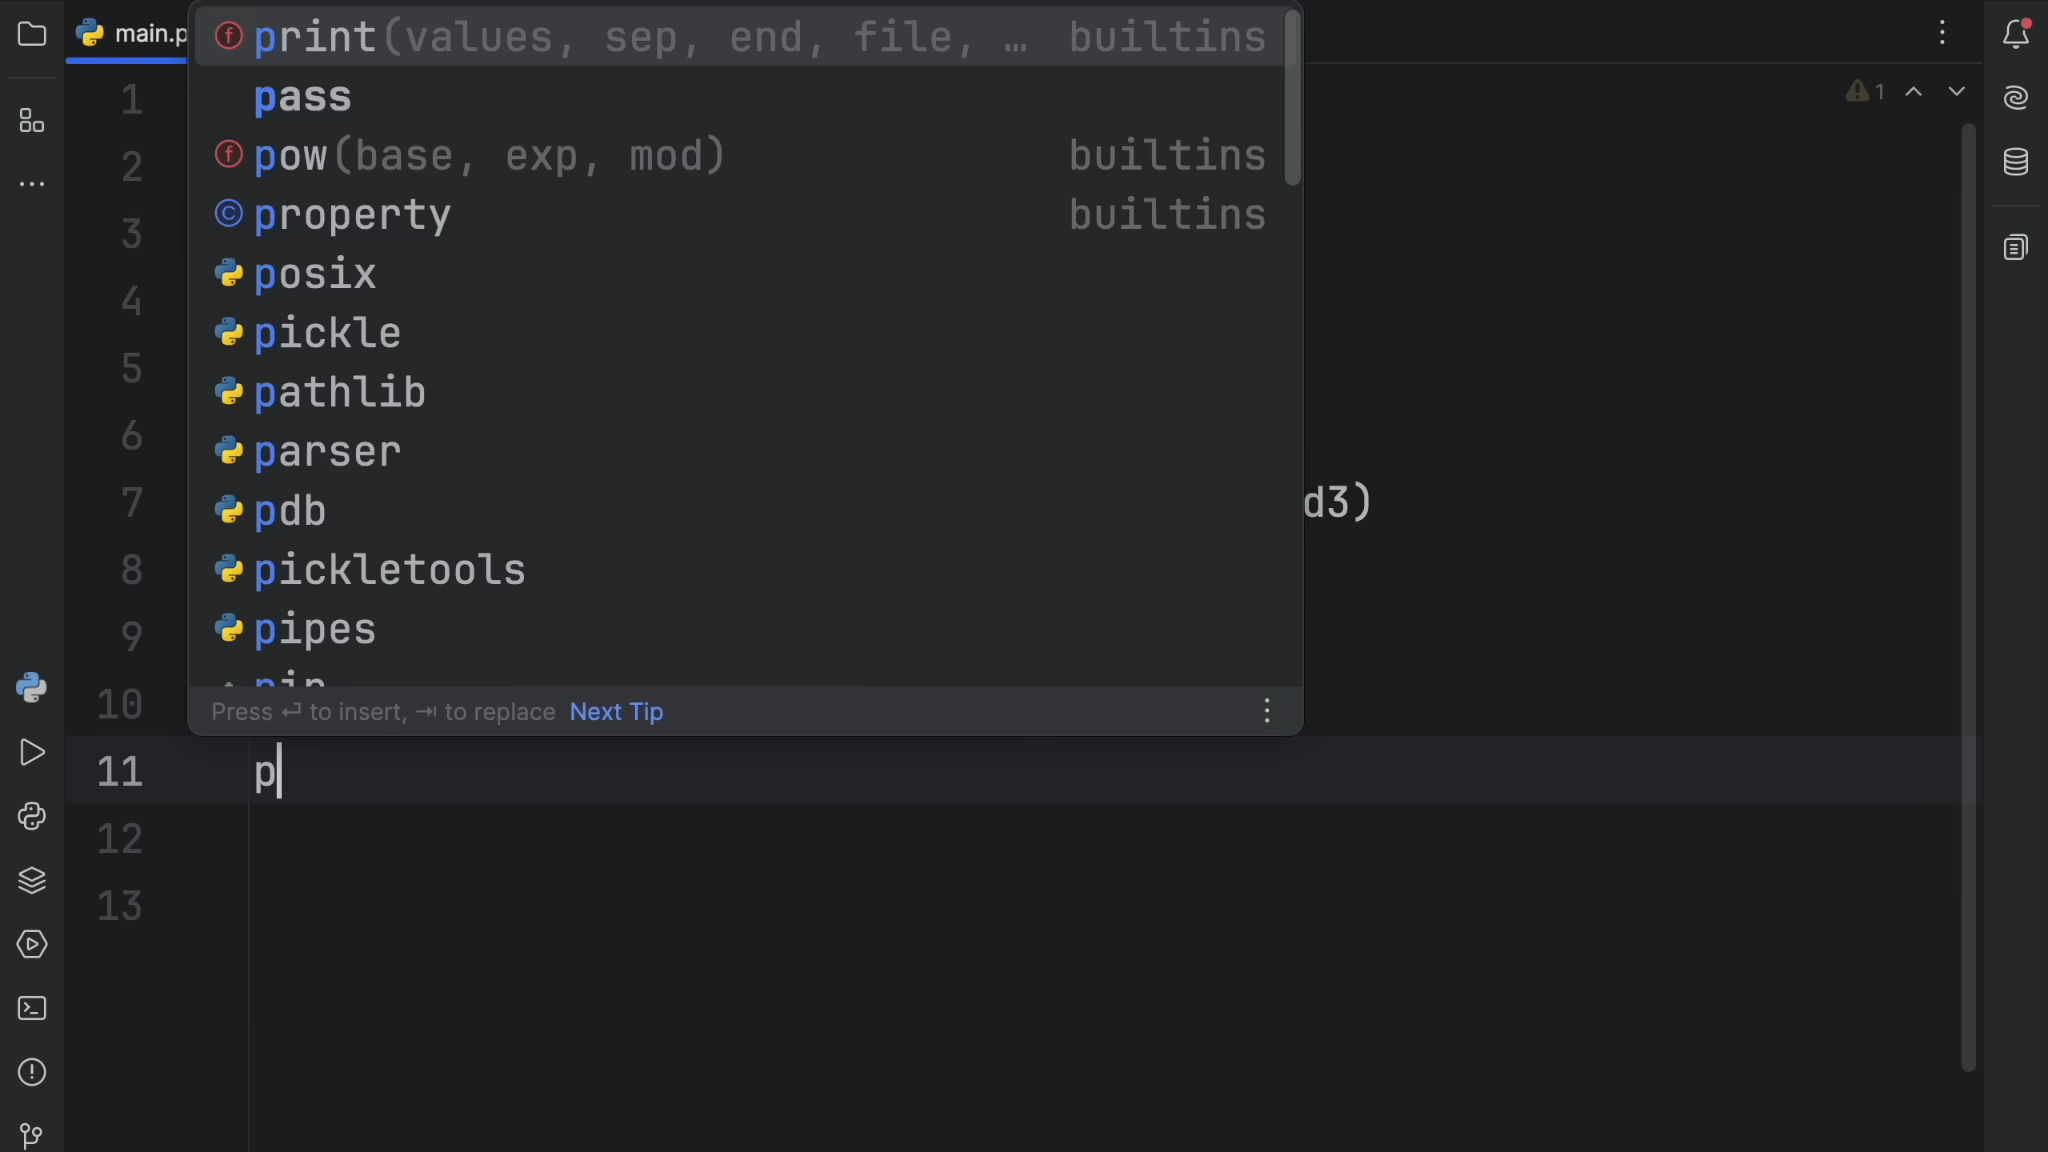 main.p
print(values, sep, end, file, … builtins
1
1
pass
2
pow(base, exp, mod) builtins
3
property builtins
4
posix
pickle
5
pathlib
6
parser
7
pdb
d3)
8
pickletools
9
pipes
10
Press ↵ to insert, ⇥ to replace Next Tip
11
p
12
13